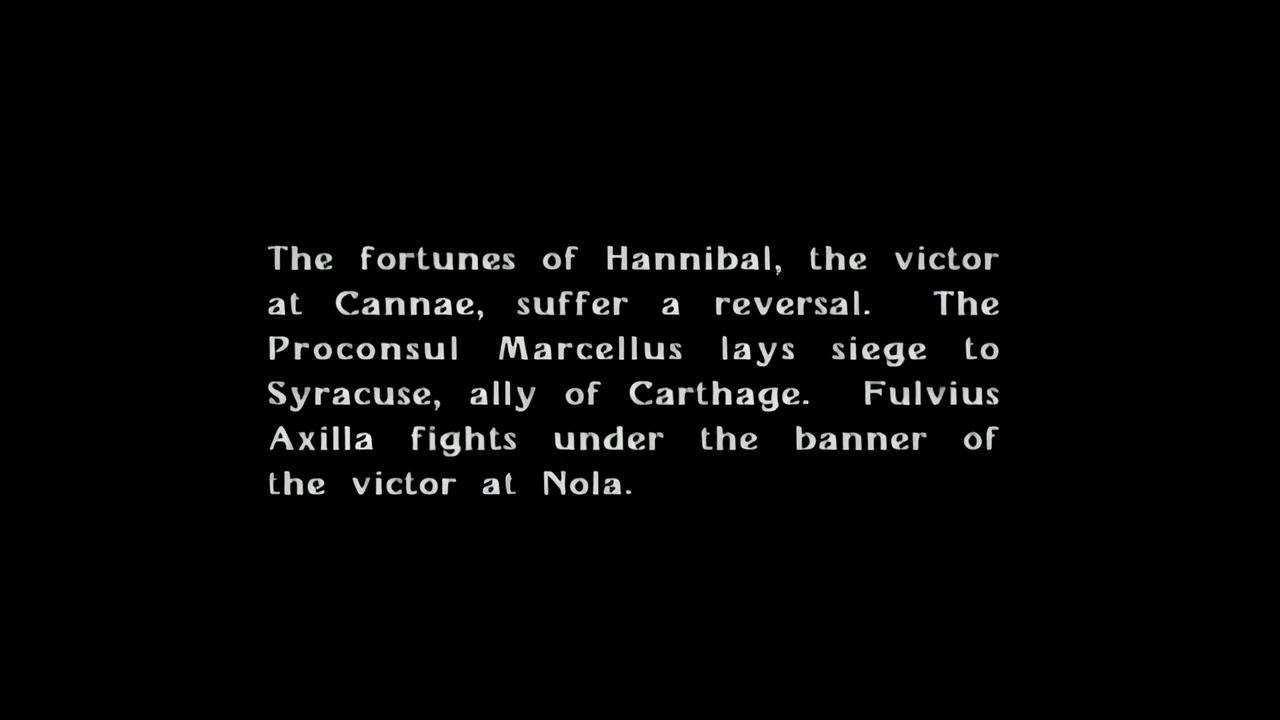 The fortunes of Hannibal, the victor
at Cannae, suffer a reversal. The
Proconsul Marcellus lays siege to
Syracuse, ally of Carthage. Fulvius
Axilla fights under the banner of
the victor at Nola.